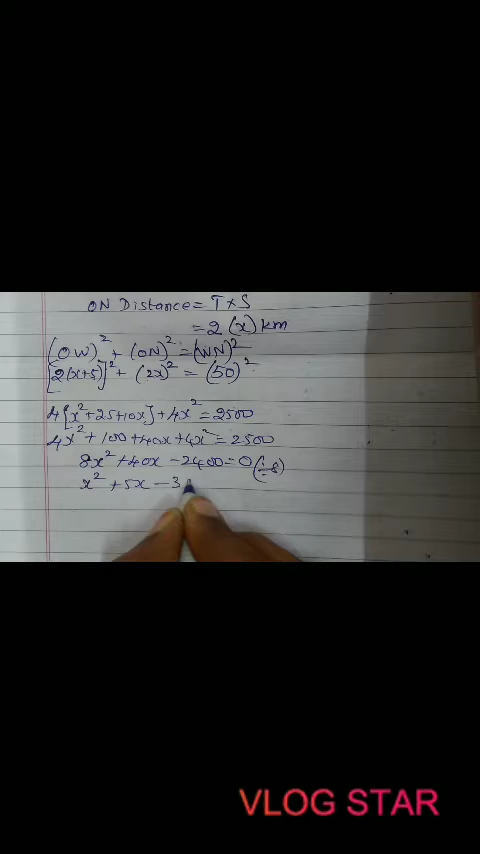 ON Distance = T × S
= 2 (x) km
(OW)² + (ON)² = (WN)²
[2(x+5)]² + (2x)² = (50)²
4[x²+25+10x] + 4x² = 2500
4x² + 100 + 40x + 4x² = 2500
8x² + 40x − 2400 = 0 (÷8)
x² + 5x − 3
VLOG STAR